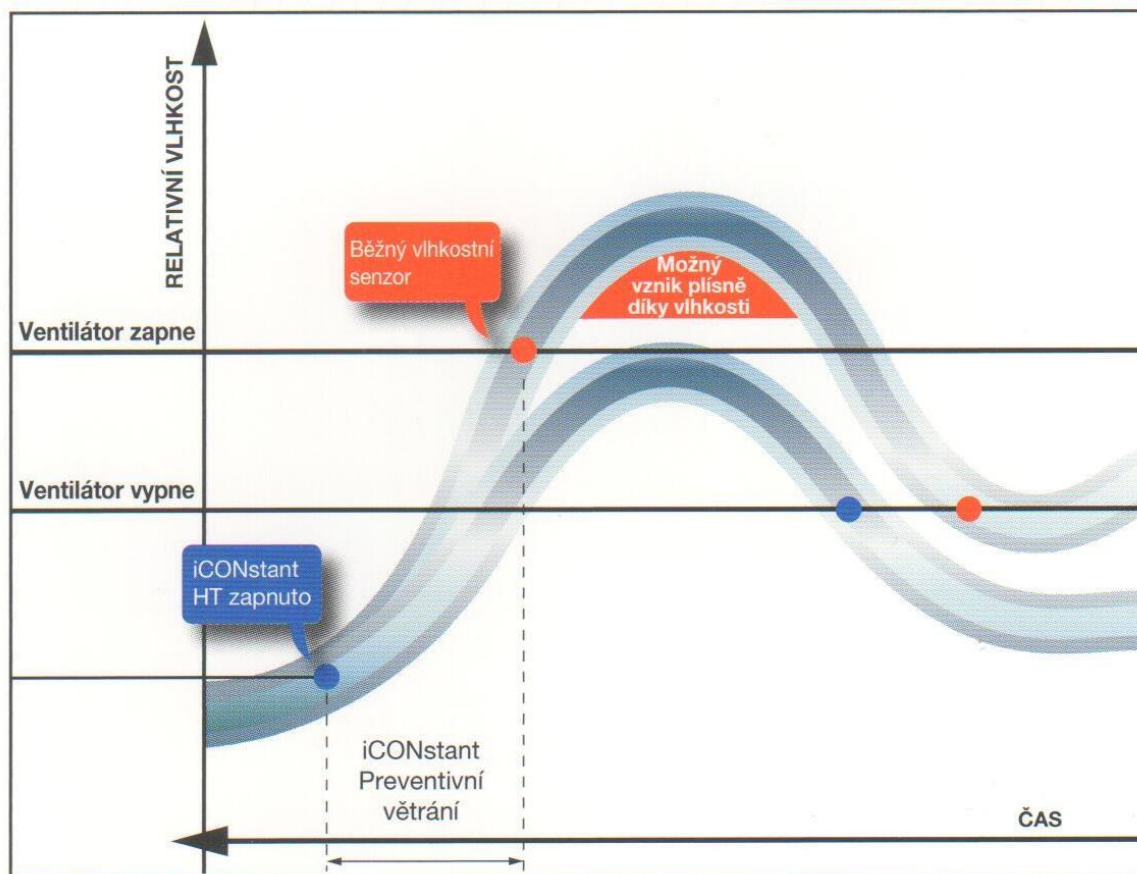 RELATIVNÍ VLHKOST
Běžný vlhkostní
senzor
Možný
vznik plísně
díky vlhkosti
Ventilátor zapne
Ventilátor vypne
iCONstant
HT zapnuto
iCONstant
Preventivní
větrání
ČAS